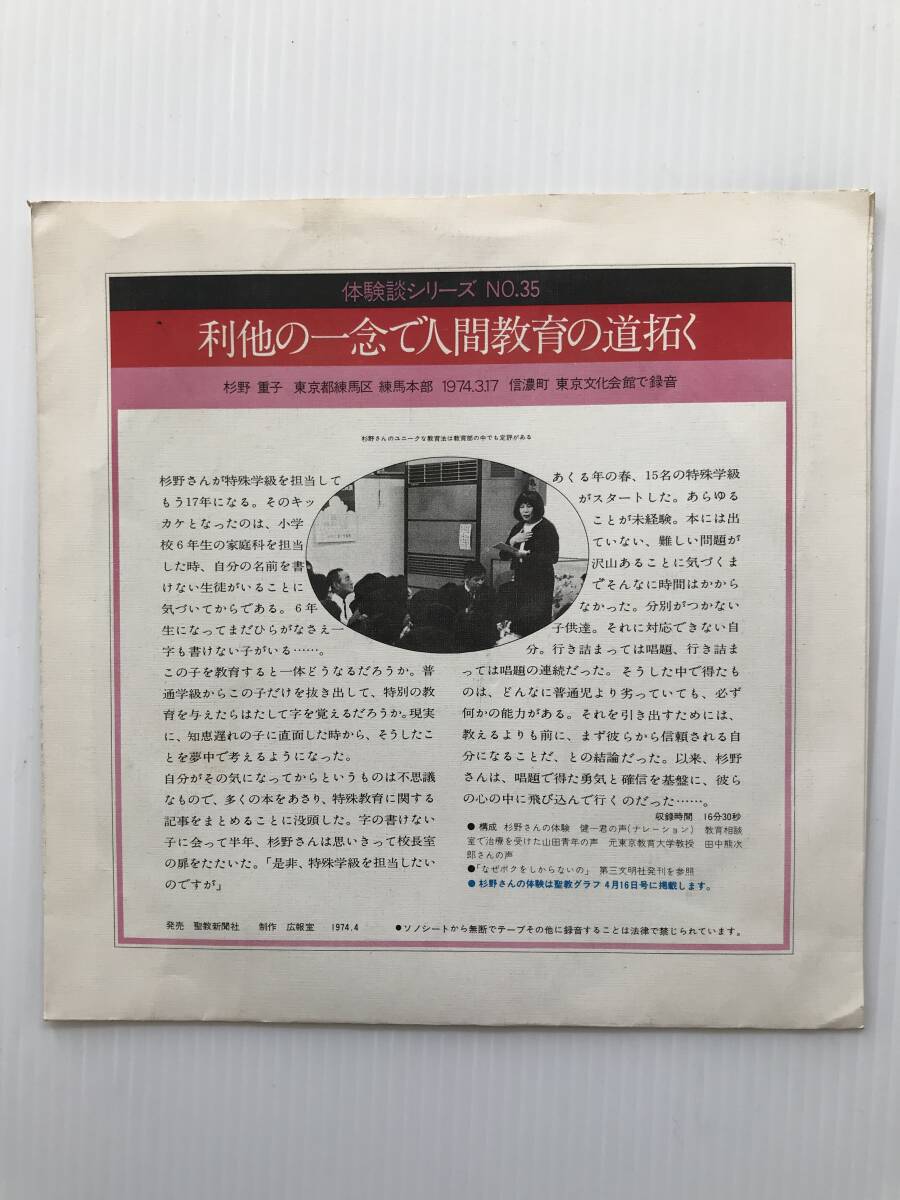 体験談シリーズ NO.35
利他の一念で人間教育の道拓く
杉野 重子 東京都練馬区 練馬本部 1974.3.17 信濃町 東京文化会館で録音
杉野さんのユニークな教育法は教育部の中でも定評がある
杉野さんが特殊学級を担当して
もう17年になる。そのキッ
カケとなったのは、小学
校6年生の家庭科を担当
した時、自分の名前を書
けない生徒がいることに
気づいてからである。6年
生になってまだひらがなさえ一
字も書けない子がいる……。
この子を教育すると一体どうなるだろうか。普
通学級からこの子だけを抜き出して、特別の教
育を与えたらはたして字を覚えるだろうか。現実
に、知恵遅れの子に直面した時から、そうしたこ
とを夢中で考えるようになった。
自分がその気になってからというものは不思議
なもので、多くの本をあさり、特殊教育に関する
記事をまとめることに没頭した。字の書けない
子に会って半年、杉野さんは思いきって校長室
の扉をたたいた。「是非、特殊学級を担当したい
のですが」
あくる年の春、15名の特殊学級
がスタートした。あらゆる
ことが未経験。本には出
ていない、難しい問題が
沢山あることに気づくま
でそんなに時間はかから
なかった。分別がつかない
子供達。それに対応できない自
分。行き詰まっては唱題、行き詰ま
っては唱題の連続だった。そうした中で得たも
のは、どんなに普通児より劣っていても、必ず
何かの能力がある。それを引き出すためには、
教えるよりも前に、まず彼らから信頼される自
分になることだ、との結論だった。以来、杉野
さんは、唱題で得た勇気と確信を基盤に、彼ら
の心の中に飛び込んで行くのだった……。
収録時間 16分30秒
●構成 杉野さんの体験 健一君の声(ナレーション) 教育相談
室で治療を受けた山田青年の声 元東京教育大学教授 田中熊次
郎さんの声
●「なぜボクをしからないの」 第三文明社発刊を参照
●杉野さんの体験は聖教グラフ 4月16日号に掲載します。
発売 聖教新聞社 制作 広報室 1974.4 ●ソノシートから無断でテープその他に録音することは法律で禁じられています。